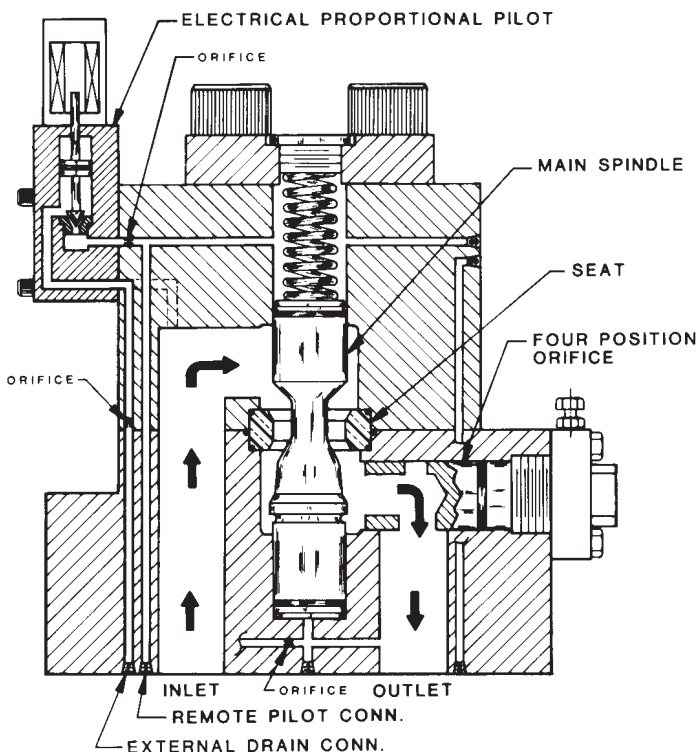 ELECTRICAL PROPORTIONAL PILOT
ORIFICE
MAIN SPINDLE
SEAT
FOUR POSITION
ORIFICE
ORIFICE
INLET
ORIFICE
OUTLET
REMOTE PILOT CONN.
EXTERNAL DRAIN CONN.